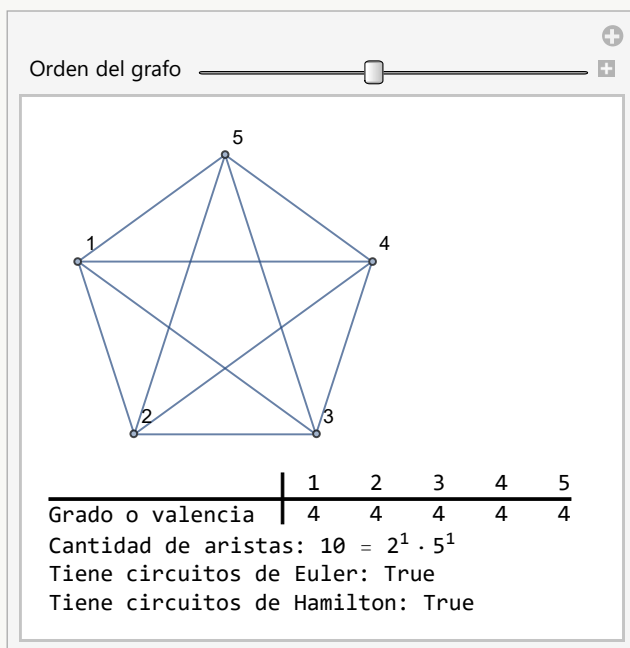 Orden del grafo
5
1
4
2
3
1 2 3 4 5
Grado o valencia 4 4 4 4 4
Cantidad de aristas: 10 = 2¹ · 5¹
Tiene circuitos de Euler: True
Tiene circuitos de Hamilton: True